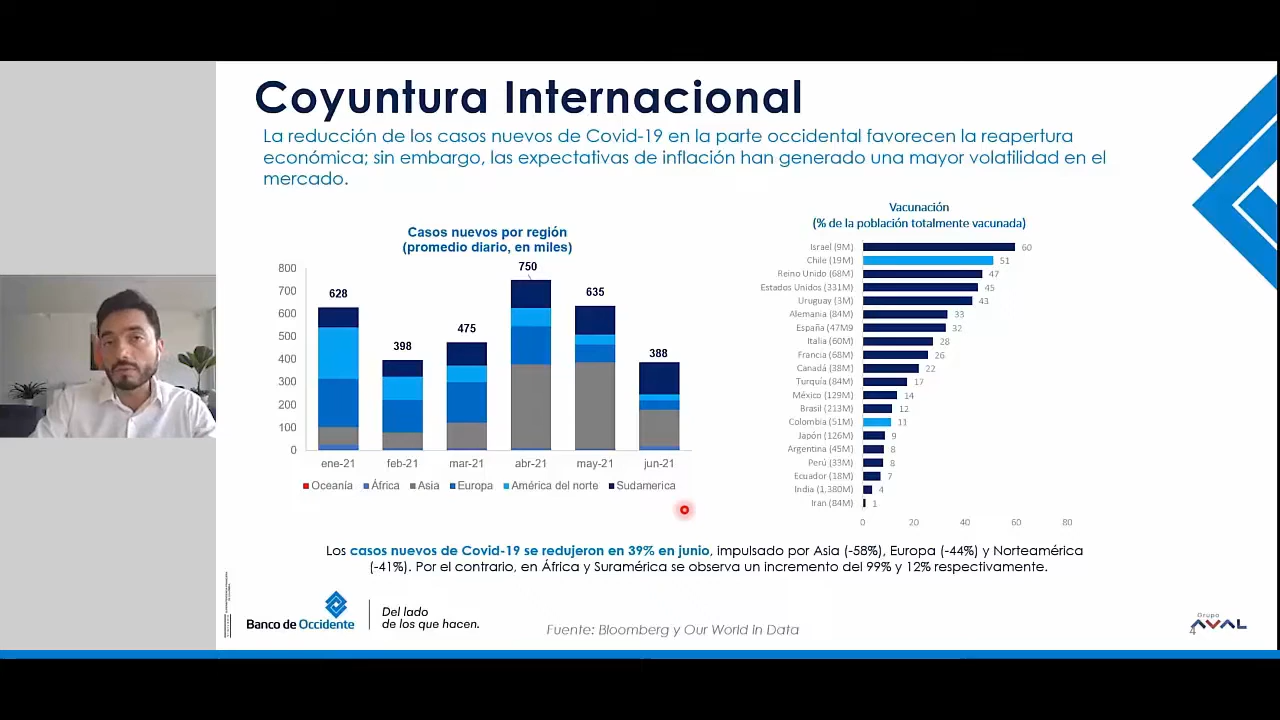 Coyuntura Internacional
La reducción de los casos nuevos de Covid-19 en la parte occidental favorecen la reapertura
económica; sin embargo, las expectativas de inflación han generado una mayor volatilidad en el
mercado.
Casos nuevos por región
(promedio diario, en miles)
800
700
600
500
400
300
200
100
0
628
398
475
750
635
388
ene-21
feb-21
mar-21
abr-21
may-21
jun-21
Oceanía
África
Asia
Europa
América del norte
Sudamerica
Vacunación
(% de la población totalmente vacunada)
Israel (9M) 60
Chile (19M) 51
Reino Unido (68M) 47
Estados Unidos (331M) 45
Uruguay (3M) 43
Alemania (84M) 33
España (47M9 32
Italia (60M) 28
Francia (68M) 26
Canadá (38M) 22
Turquía (84M) 17
México (129M) 14
Brasil (213M) 12
Colombia (51M) 11
Japón (126M) 9
Argentina (45M) 8
Perú (33M) 8
Ecuador (18M) 7
India (1,380M) 4
Iran (84M) 1
0 20 40 60 80
Los casos nuevos de Covid-19 se redujeron en 39% en junio, impulsado por Asia (-58%), Europa (-44%) y Norteamérica
(-41%). Por el contrario, en África y Suramérica se observa un incremento del 99% y 12% respectivamente.
Banco de Occidente
Del lado
de los que hacen.
Fuente: Bloomberg y Our World in Data
Grupo
AVAL
4